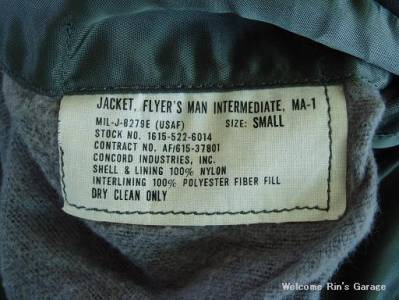 JACKET, FLYER'S MAN INTERMEDIATE, MA-1
MIL-J-8279E (USAF) SIZE: SMALL
STOCK NO. 1615-522-6014
CONTRACT NO. AF/615-37801
CONCORD INDUSTRIES, INC.
SHELL & LINING 100% NYLON
INTERLINING 100% POLYESTER FIBER FILL
DRY CLEAN ONLY
Welcome Rin's Garage